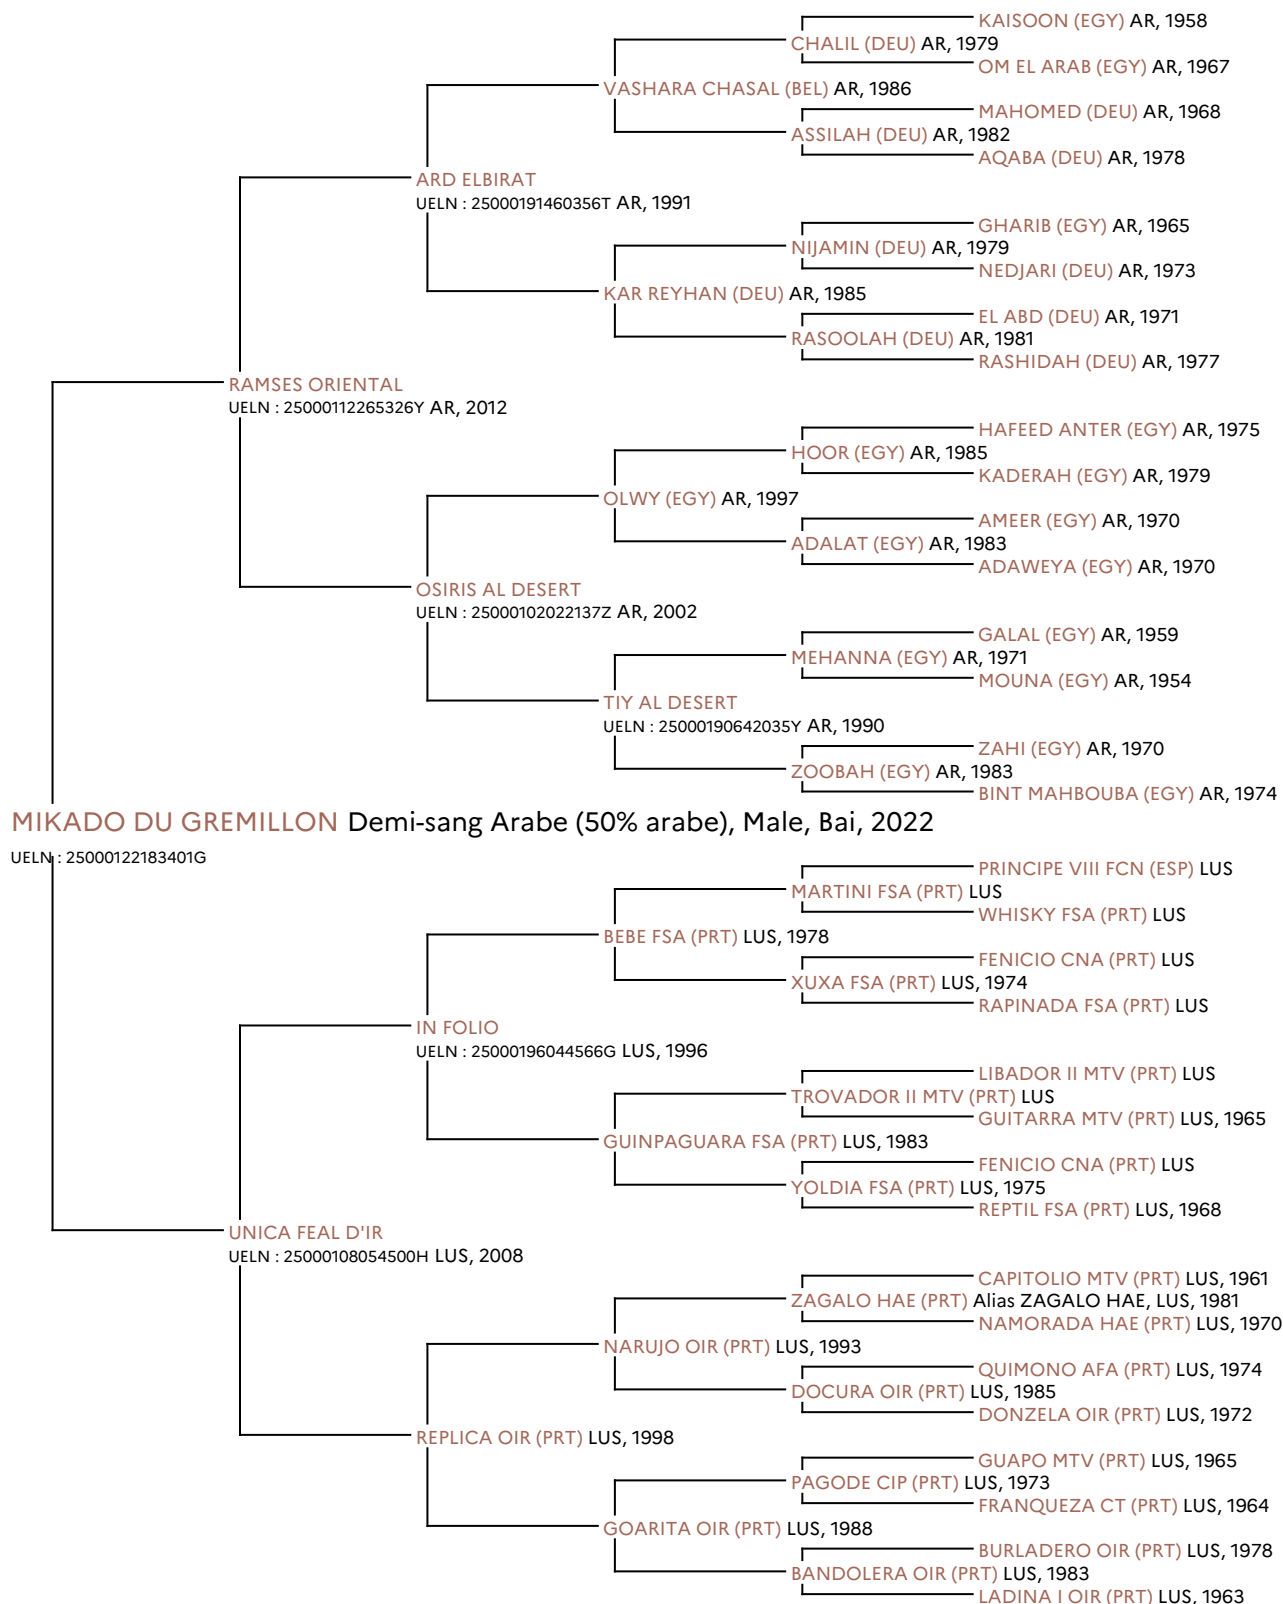 KAISOON (EGY) AR, 1958
CHALIL (DEU) AR, 1979
OM EL ARAB (EGY) AR, 1967
VASHARA CHASAL (BEL) AR, 1986
MAHOMED (DEU) AR, 1968
ASSILAH (DEU) AR, 1982
AQABA (DEU) AR, 1978
ARD ELBIRAT
UELN : 25000191460356T AR, 1991
GHARIB (EGY) AR, 1965
NIJAMIN (DEU) AR, 1979
NEDJARI (DEU) AR, 1973
KAR REYHAN (DEU) AR, 1985
EL ABD (DEU) AR, 1971
RASOOLAH (DEU) AR, 1981
RASHIDAH (DEU) AR, 1977
RAMSES ORIENTAL
UELN : 25000112265326Y AR, 2012
HAFEED ANTER (EGY) AR, 1975
HOOR (EGY) AR, 1985
KADERAH (EGY) AR, 1979
OLWY (EGY) AR, 1997
AMEER (EGY) AR, 1970
ADALAT (EGY) AR, 1983
ADAWEYA (EGY) AR, 1970
OSIRIS AL DESERT
UELN : 25000102022137Z AR, 2002
GALAL (EGY) AR, 1959
MEHANNA (EGY) AR, 1971
MOUNA (EGY) AR, 1954
TIY AL DESERT
UELN : 25000190642035Y AR, 1990
ZAHI (EGY) AR, 1970
ZOOBAH (EGY) AR, 1983
BINT MAHBOUBA (EGY) AR, 1974
MIKADO DU GREMILLON Demi-sang Arabe (50% arabe), Male, Bai, 2022
UELN : 25000122183401G
PRINCIPE VIII FCN (ESP) LUS
MARTINI FSA (PRT) LUS
WHISKY FSA (PRT) LUS
BEBE FSA (PRT) LUS, 1978
FENICIO CNA (PRT) LUS
XUXA FSA (PRT) LUS, 1974
RAPINADA FSA (PRT) LUS
IN FOLIO
UELN : 25000196044566G LUS, 1996
LIBADOR II MTV (PRT) LUS
TROVADOR II MTV (PRT) LUS
GUITARRA MTV (PRT) LUS, 1965
GUINPAGUARA FSA (PRT) LUS, 1983
FENICIO CNA (PRT) LUS
YOLDIA FSA (PRT) LUS, 1975
REPTIL FSA (PRT) LUS, 1968
UNICA FEAL D'IR
UELN : 25000108054500H LUS, 2008
CAPITOLIO MTV (PRT) LUS, 1961
ZAGALO HAE (PRT) Alias ZAGALO HAE, LUS, 1981
NAMORADA HAE (PRT) LUS, 1970
NARUJO OIR (PRT) LUS, 1993
QUIMONO AFA (PRT) LUS, 1974
DOCURA OIR (PRT) LUS, 1985
DONZELA OIR (PRT) LUS, 1972
REPLICA OIR (PRT) LUS, 1998
GUAPO MTV (PRT) LUS, 1965
PAGODE CIP (PRT) LUS, 1973
FRANQUEZA CT (PRT) LUS, 1964
GOARITA OIR (PRT) LUS, 1988
BURLADERO OIR (PRT) LUS, 1978
BANDOLERA OIR (PRT) LUS, 1983
LADINA I OIR (PRT) LUS, 1963